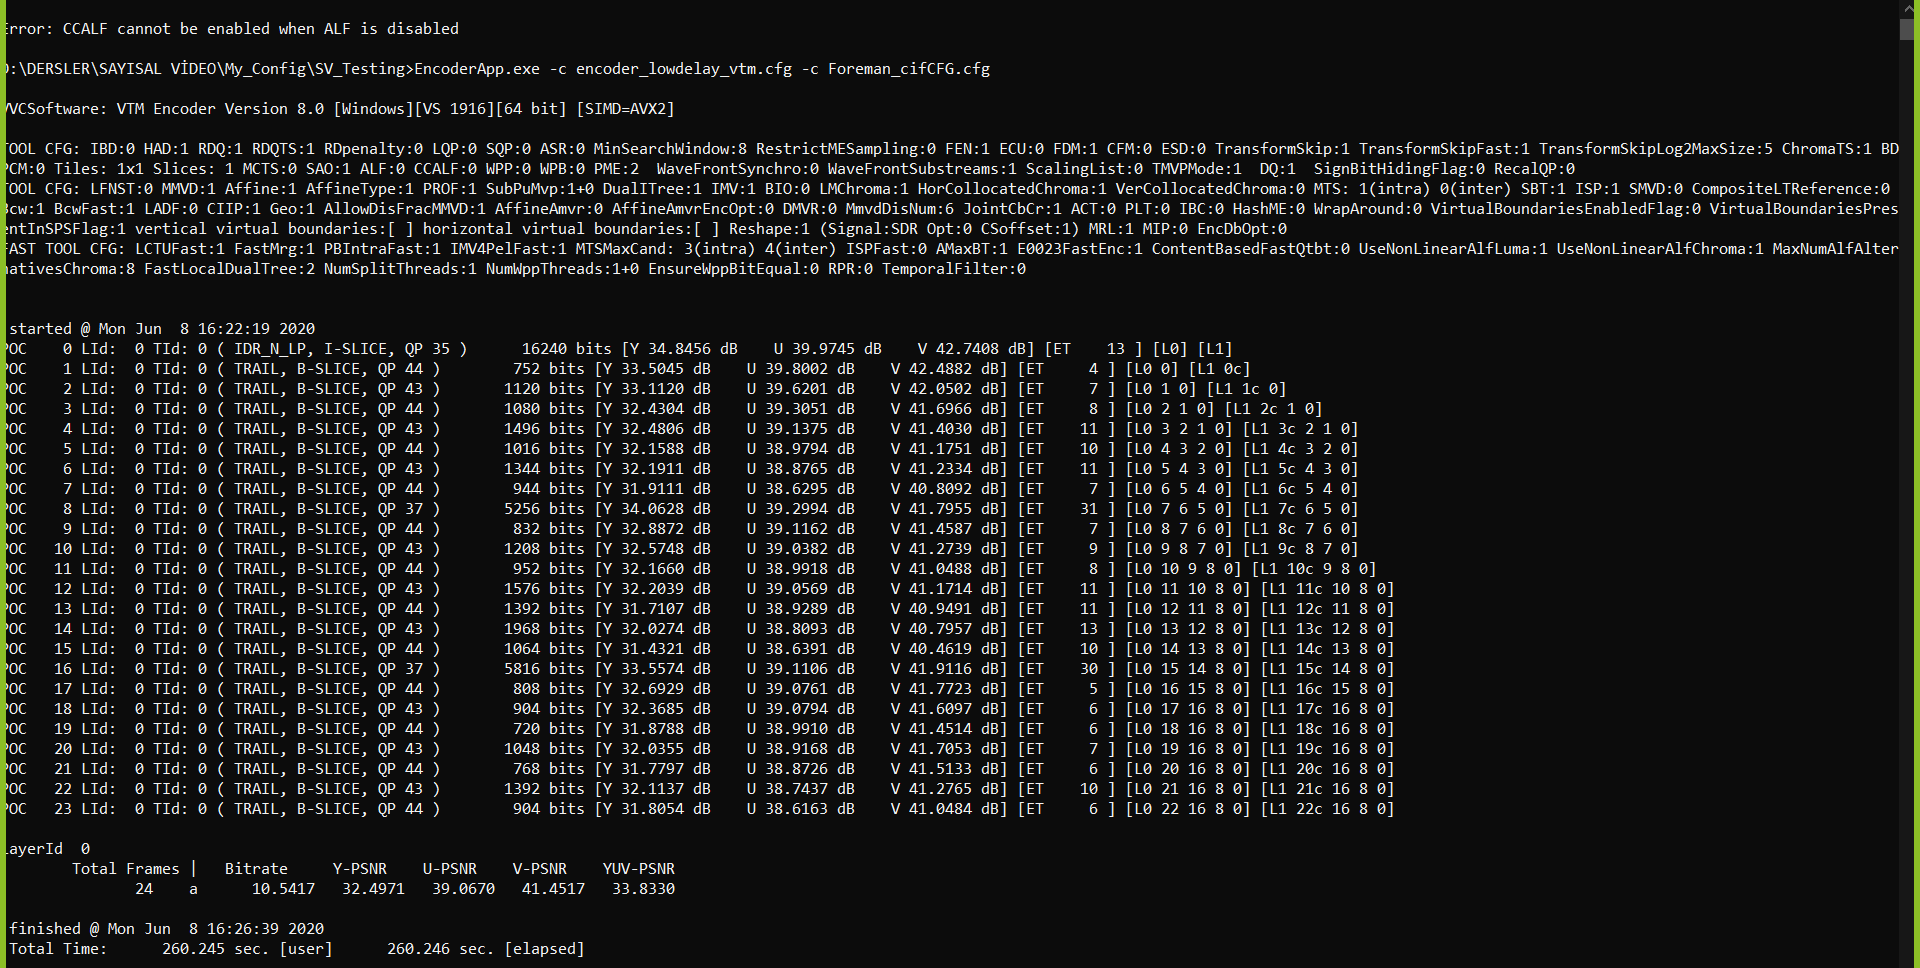 Error: CCALF cannot be enabled when ALF is disabled
D:\DERSLER\SAYISAL VİDEO\My_Config\SV_Testing>EncoderApp.exe -c encoder_lowdelay_vtm.cfg -c Foreman_cifCFG.cfg
VVCSoftware: VTM Encoder Version 8.0 [Windows][VS 1916][64 bit] [SIMD=AVX2]
TOOL CFG: IBD:0 HAD:1 RDQ:1 RDQTS:1 RDpenalty:0 LQP:0 SQP:0 ASR:0 MinSearchWindow:8 RestrictMESampling:0 FEN:1 ECU:0 FDM:1 CFM:0 ESD:0 TransformSkip:1 TransformSkipFast:1 TransformSkipLog2MaxSize:5 ChromaTS:1 BD
PCM:0 Tiles: 1x1 Slices: 1 MCTS:0 SAO:1 ALF:0 CCALF:0 WPP:0 WPB:0 PME:2  WaveFrontSynchro:0 WaveFrontSubstreams:1 ScalingList:0 TMVPMode:1  DQ:1  SignBitHidingFlag:0 RecalQP:0
TOOL CFG: LFNST:0 MMVD:1 Affine:1 AffineType:1 PROF:1 SubPuMvp:1+0 DualITree:1 IMV:1 BIO:0 LMChroma:1 HorCollocatedChroma:1 VerCollocatedChroma:0 MTS: 1(intra) 0(inter) SBT:1 ISP:1 SMVD:0 CompositeLTReference:0
Bcw:1 BcwFast:1 LADF:0 CIIP:1 Geo:1 AllowDisFracMMVD:1 AffineAmvr:0 AffineAmvrEncOpt:0 DMVR:0 MmvdDisNum:6 JointCbCr:1 ACT:0 PLT:0 IBC:0 HashME:0 WrapAround:0 VirtualBoundariesEnabledFlag:0 VirtualBoundariesPres
entInSPSFlag:1 vertical virtual boundaries:[ ] horizontal virtual boundaries:[ ] Reshape:1 (Signal:SDR Opt:0 CSoffset:1) MRL:1 MIP:0 EncDbOpt:0
FAST TOOL CFG: LCTUFast:1 FastMrg:1 PBIntraFast:1 IMV4PelFast:1 MTSMaxCand: 3(intra) 4(inter) ISPFast:0 AMaxBT:1 E0023FastEnc:1 ContentBasedFastQtbt:0 UseNonLinearAlfLuma:1 UseNonLinearAlfChroma:1 MaxNumAlfAlter
nativesChroma:8 FastLocalDualTree:2 NumSplitThreads:1 NumWppThreads:1+0 EnsureWppBitEqual:0 RPR:0 TemporalFilter:0
started @ Mon Jun  8 16:22:19 2020
POC    0 LId:  0 TId: 0 ( IDR_N_LP, I-SLICE, QP 35 )      16240 bits [Y 34.8456 dB    U 39.9745 dB    V 42.7408 dB] [ET    13 ] [L0] [L1]
POC    1 LId:  0 TId: 0 ( TRAIL, B-SLICE, QP 44 )        752 bits [Y 33.5045 dB    U 39.8002 dB    V 42.4882 dB] [ET     4 ] [L0 0] [L1 0c]
POC    2 LId:  0 TId: 0 ( TRAIL, B-SLICE, QP 43 )       1120 bits [Y 33.1120 dB    U 39.6201 dB    V 42.0502 dB] [ET     7 ] [L0 1 0] [L1 1c 0]
POC    3 LId:  0 TId: 0 ( TRAIL, B-SLICE, QP 44 )       1080 bits [Y 32.4304 dB    U 39.3051 dB    V 41.6966 dB] [ET     8 ] [L0 2 1 0] [L1 2c 1 0]
POC    4 LId:  0 TId: 0 ( TRAIL, B-SLICE, QP 43 )       1496 bits [Y 32.4806 dB    U 39.1375 dB    V 41.4030 dB] [ET    11 ] [L0 3 2 1 0] [L1 3c 2 1 0]
POC    5 LId:  0 TId: 0 ( TRAIL, B-SLICE, QP 44 )       1016 bits [Y 32.1588 dB    U 38.9794 dB    V 41.1751 dB] [ET    10 ] [L0 4 3 2 0] [L1 4c 3 2 0]
POC    6 LId:  0 TId: 0 ( TRAIL, B-SLICE, QP 43 )       1344 bits [Y 32.1911 dB    U 38.8765 dB    V 41.2334 dB] [ET    11 ] [L0 5 4 3 0] [L1 5c 4 3 0]
POC    7 LId:  0 TId: 0 ( TRAIL, B-SLICE, QP 44 )        944 bits [Y 31.9111 dB    U 38.6295 dB    V 40.8092 dB] [ET     7 ] [L0 6 5 4 0] [L1 6c 5 4 0]
POC    8 LId:  0 TId: 0 ( TRAIL, B-SLICE, QP 37 )       5256 bits [Y 34.0628 dB    U 39.2994 dB    V 41.7955 dB] [ET    31 ] [L0 7 6 5 0] [L1 7c 6 5 0]
POC    9 LId:  0 TId: 0 ( TRAIL, B-SLICE, QP 44 )        832 bits [Y 32.8872 dB    U 39.1162 dB    V 41.4587 dB] [ET     7 ] [L0 8 7 6 0] [L1 8c 7 6 0]
POC   10 LId:  0 TId: 0 ( TRAIL, B-SLICE, QP 43 )       1208 bits [Y 32.5748 dB    U 39.0382 dB    V 41.2739 dB] [ET     9 ] [L0 9 8 7 0] [L1 9c 8 7 0]
POC   11 LId:  0 TId: 0 ( TRAIL, B-SLICE, QP 44 )        952 bits [Y 32.1660 dB    U 38.9918 dB    V 41.0488 dB] [ET     8 ] [L0 10 9 8 0] [L1 10c 9 8 0]
POC   12 LId:  0 TId: 0 ( TRAIL, B-SLICE, QP 43 )       1576 bits [Y 32.2039 dB    U 39.0569 dB    V 41.1714 dB] [ET    11 ] [L0 11 10 8 0] [L1 11c 10 8 0]
POC   13 LId:  0 TId: 0 ( TRAIL, B-SLICE, QP 44 )       1392 bits [Y 31.7107 dB    U 38.9289 dB    V 40.9491 dB] [ET    11 ] [L0 12 11 8 0] [L1 12c 11 8 0]
POC   14 LId:  0 TId: 0 ( TRAIL, B-SLICE, QP 43 )       1968 bits [Y 32.0274 dB    U 38.8093 dB    V 40.7957 dB] [ET    13 ] [L0 13 12 8 0] [L1 13c 12 8 0]
POC   15 LId:  0 TId: 0 ( TRAIL, B-SLICE, QP 44 )       1064 bits [Y 31.4321 dB    U 38.6391 dB    V 40.4619 dB] [ET    10 ] [L0 14 13 8 0] [L1 14c 13 8 0]
POC   16 LId:  0 TId: 0 ( TRAIL, B-SLICE, QP 37 )       5816 bits [Y 33.5574 dB    U 39.1106 dB    V 41.9116 dB] [ET    30 ] [L0 15 14 8 0] [L1 15c 14 8 0]
POC   17 LId:  0 TId: 0 ( TRAIL, B-SLICE, QP 44 )        808 bits [Y 32.6929 dB    U 39.0761 dB    V 41.7723 dB] [ET     5 ] [L0 16 15 8 0] [L1 16c 15 8 0]
POC   18 LId:  0 TId: 0 ( TRAIL, B-SLICE, QP 43 )        904 bits [Y 32.3685 dB    U 39.0794 dB    V 41.6097 dB] [ET     6 ] [L0 17 16 8 0] [L1 17c 16 8 0]
POC   19 LId:  0 TId: 0 ( TRAIL, B-SLICE, QP 44 )        720 bits [Y 31.8788 dB    U 38.9910 dB    V 41.4514 dB] [ET     6 ] [L0 18 16 8 0] [L1 18c 16 8 0]
POC   20 LId:  0 TId: 0 ( TRAIL, B-SLICE, QP 43 )       1048 bits [Y 32.0355 dB    U 38.9168 dB    V 41.7053 dB] [ET     7 ] [L0 19 16 8 0] [L1 19c 16 8 0]
POC   21 LId:  0 TId: 0 ( TRAIL, B-SLICE, QP 44 )        768 bits [Y 31.7797 dB    U 38.8726 dB    V 41.5133 dB] [ET     6 ] [L0 20 16 8 0] [L1 20c 16 8 0]
POC   22 LId:  0 TId: 0 ( TRAIL, B-SLICE, QP 43 )       1392 bits [Y 32.1137 dB    U 38.7437 dB    V 41.2765 dB] [ET    10 ] [L0 21 16 8 0] [L1 21c 16 8 0]
POC   23 LId:  0 TId: 0 ( TRAIL, B-SLICE, QP 44 )        904 bits [Y 31.8054 dB    U 38.6163 dB    V 41.0484 dB] [ET     6 ] [L0 22 16 8 0] [L1 22c 16 8 0]
LayerId  0
Total Frames |   Bitrate     Y-PSNR    U-PSNR    V-PSNR    YUV-PSNR
24    a      10.5417   32.4971   39.0670   41.4517   33.8330
finished @ Mon Jun  8 16:26:39 2020
Total Time:      260.245 sec. [user]      260.246 sec. [elapsed]